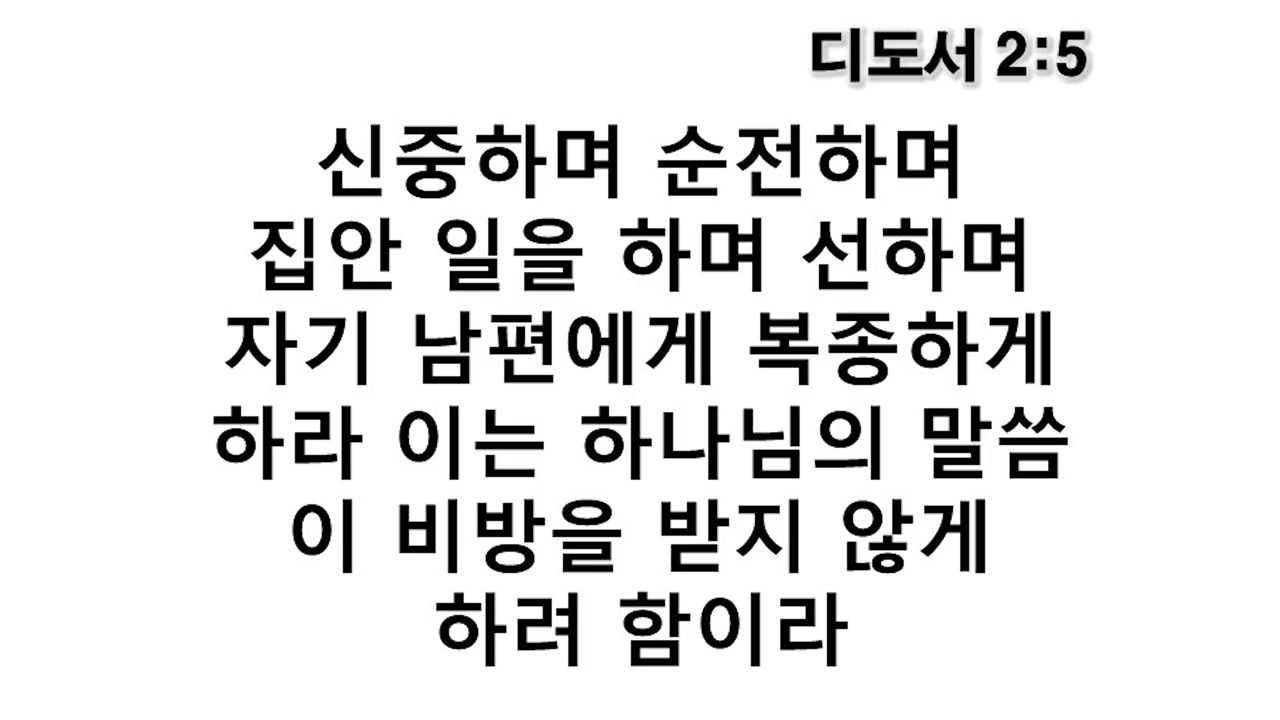 디도서 2:5
신중하며 순전하며
집안 일을 하며 선하며
자기 남편에게 복종하게
하라 이는 하나님의 말씀
이 비방을 받지 않게
하려 함이라